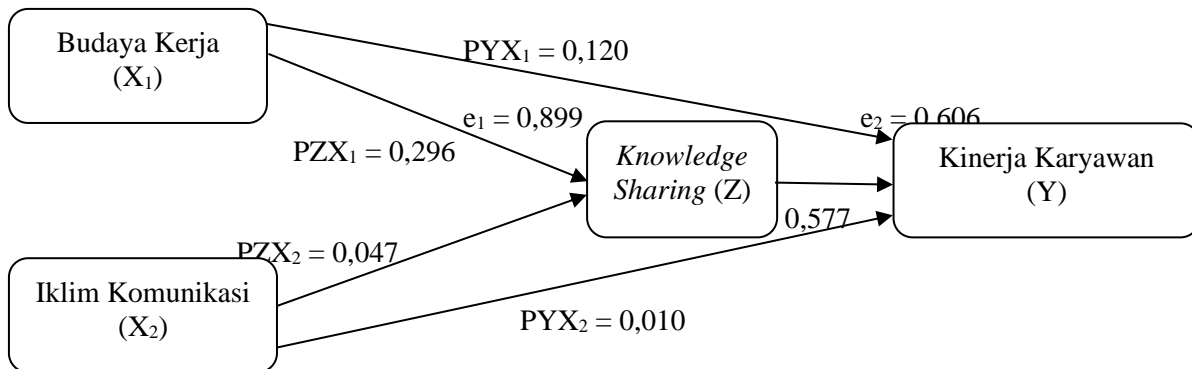 Budaya Kerja
(X₁)
PYX₁ = 0,120
e₁ = 0,899
e₂ = 0,606
PZX₁ = 0,296
Knowledge
Sharing (Z)
Kinerja Karyawan
(Y)
0,577
PZX₂ = 0,047
Iklim Komunikasi
(X₂)
PYX₂ = 0,010